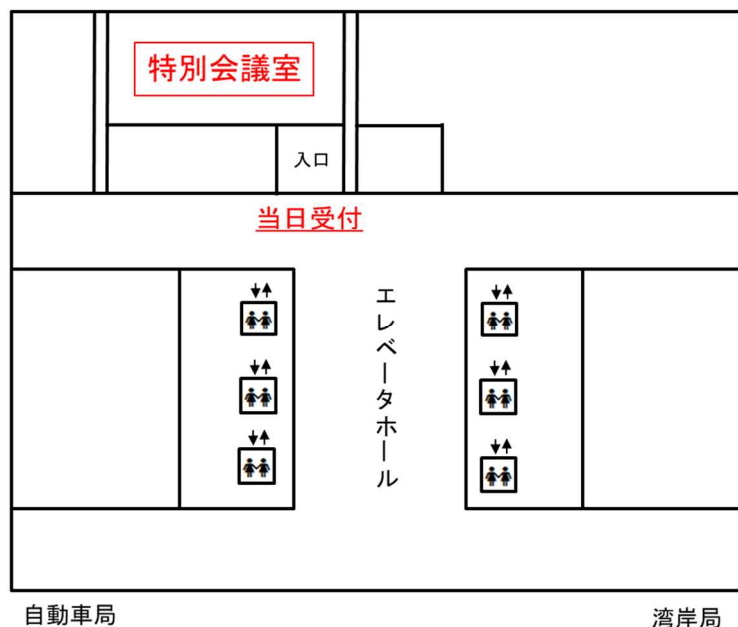 特別会議室
入口
当日受付
エレベータホール
自動車局
湾岸局